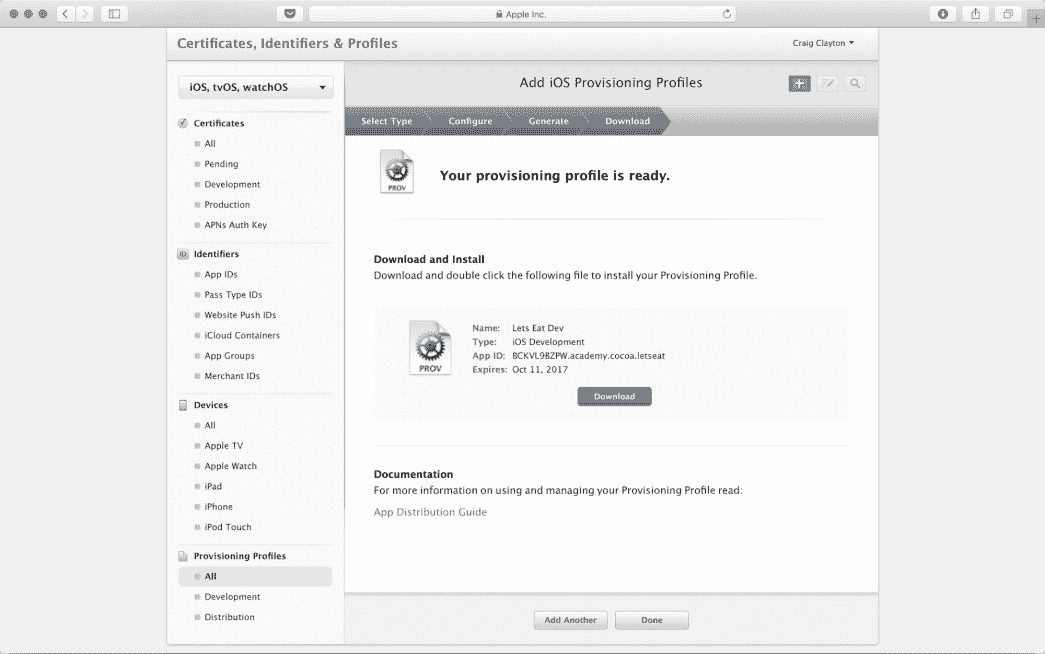 Apple Inc.
Certificates, Identifiers & Profiles
Craig Clayton
iOS, tvOS, watchOS
Certificates
All
Pending
Development
Production
APNs Auth Key
ID
Identifiers
App IDs
Pass Type IDs
Website Push IDs
iCloud Containers
App Groups
Merchant IDs
Devices
All
Apple TV
Apple Watch
iPad
iPhone
iPod Touch
Provisioning Profiles
All
Development
Distribution
Add iOS Provisioning Profiles
Select Type
Configure
Generate
Download
PROV
Your provisioning profile is ready.
Download and Install
Download and double click the following file to install your Provisioning Profile.
PROV
Name: Lets Eat Dev
Type: iOS Development
App ID: BCKVL9BZPW.academy.cocoa.letseat
Expires: Oct 11, 2017
Download
Documentation
For more information on using and managing your Provisioning Profile read:
App Distribution Guide
Add Another
Done